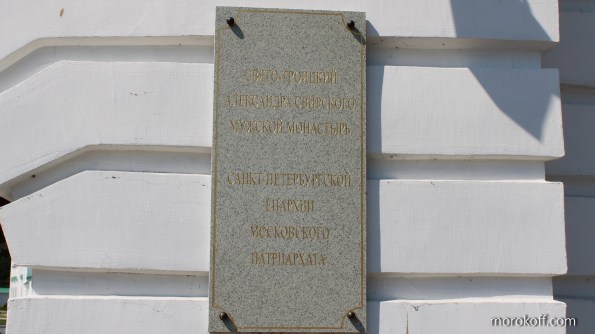 СВЯТО-ТРОИЦКИЙ
АЛЕКСАНДРА СВИРСКОГО
МУЖСКОЙ МОНАСТЫРЬ
САНКТ-ПЕТЕРБУРГСКОЙ
ЕПАРХИИ
МОСКОВСКОГО
ПАТРИАРХАТА
morokoff.com